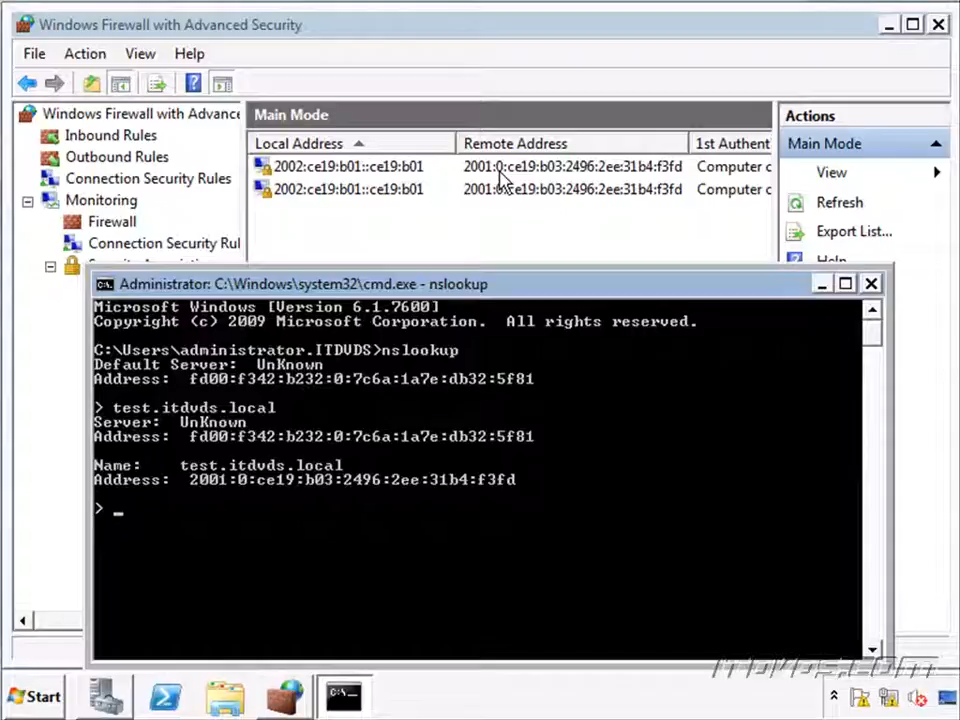 Windows Firewall with Advanced Security
File Action View Help
Windows Firewall with Advance
Inbound Rules
Outbound Rules
Connection Security Rules
Monitoring
Firewall
Connection Security Rul
Main Mode
Local Address Remote Address 1st Authent
2002:ce19:b01::ce19:b01 2001:0:ce19:b03:2496:2ee:31b4:f3fd Computer c
2002:ce19:b01::ce19:b01 2001:0:ce19:b03:2496:2ee:31b4:f3fd Computer c
Actions
Main Mode
View
Refresh
Export List...
Help
Administrator: C:\Windows\system32\cmd.exe - nslookup
Microsoft Windows [Version 6.1.7600]
Copyright (c) 2009 Microsoft Corporation. All rights reserved.
C:\Users\administrator.ITDVDS>nslookup
Default Server: UnKnown
Address: fd00:f342:b232:0:7c6a:1a7e:db32:5f81
> test.itdvds.local
Server: UnKnown
Address: fd00:f342:b232:0:7c6a:1a7e:db32:5f81
Name: test.itdvds.local
Address: 2001:0:ce19:b03:2496:2ee:31b4:f3fd
> _
ITDVDS.COM
Start